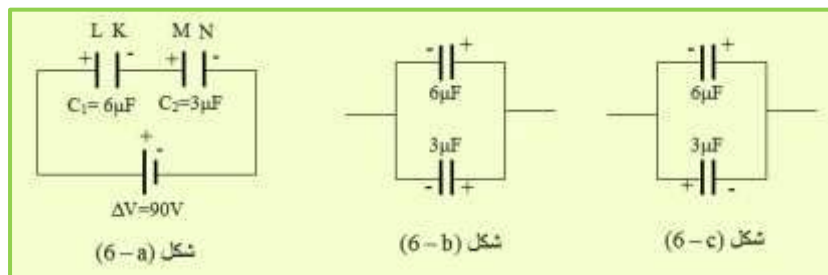 L K M N
+ - + -
C₁= 6µF C₂=3µF
+ -
ΔV=90V
شكل (6 – a)
- +
6µF
3µF
- +
شكل (6 – b)
- +
6µF
3µF
+ -
شكل (6 – c)